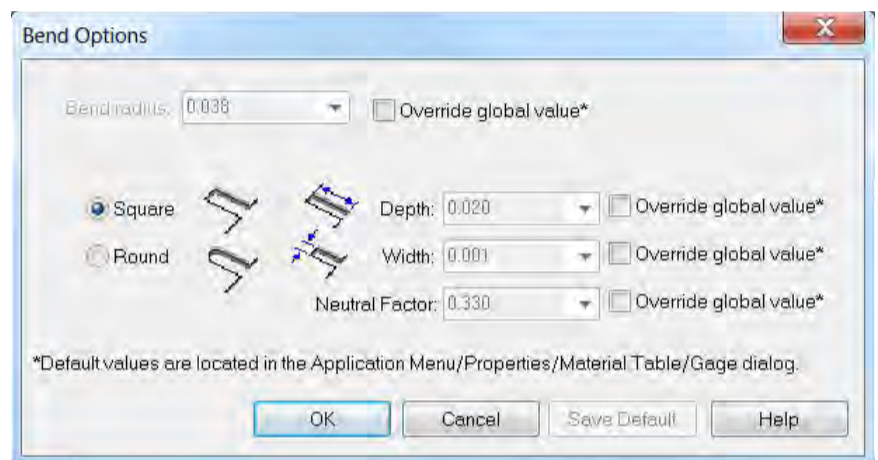 Bend Options
Bend radius: 0.038 Override global value*
Square Depth: 0.020 Override global value*
Round Width: 0.001 Override global value*
Neutral Factor: 0.330 Override global value*
*Default values are located in the Application Menu/Properties/Material Table/Gage dialog.
OK Cancel Save Default Help